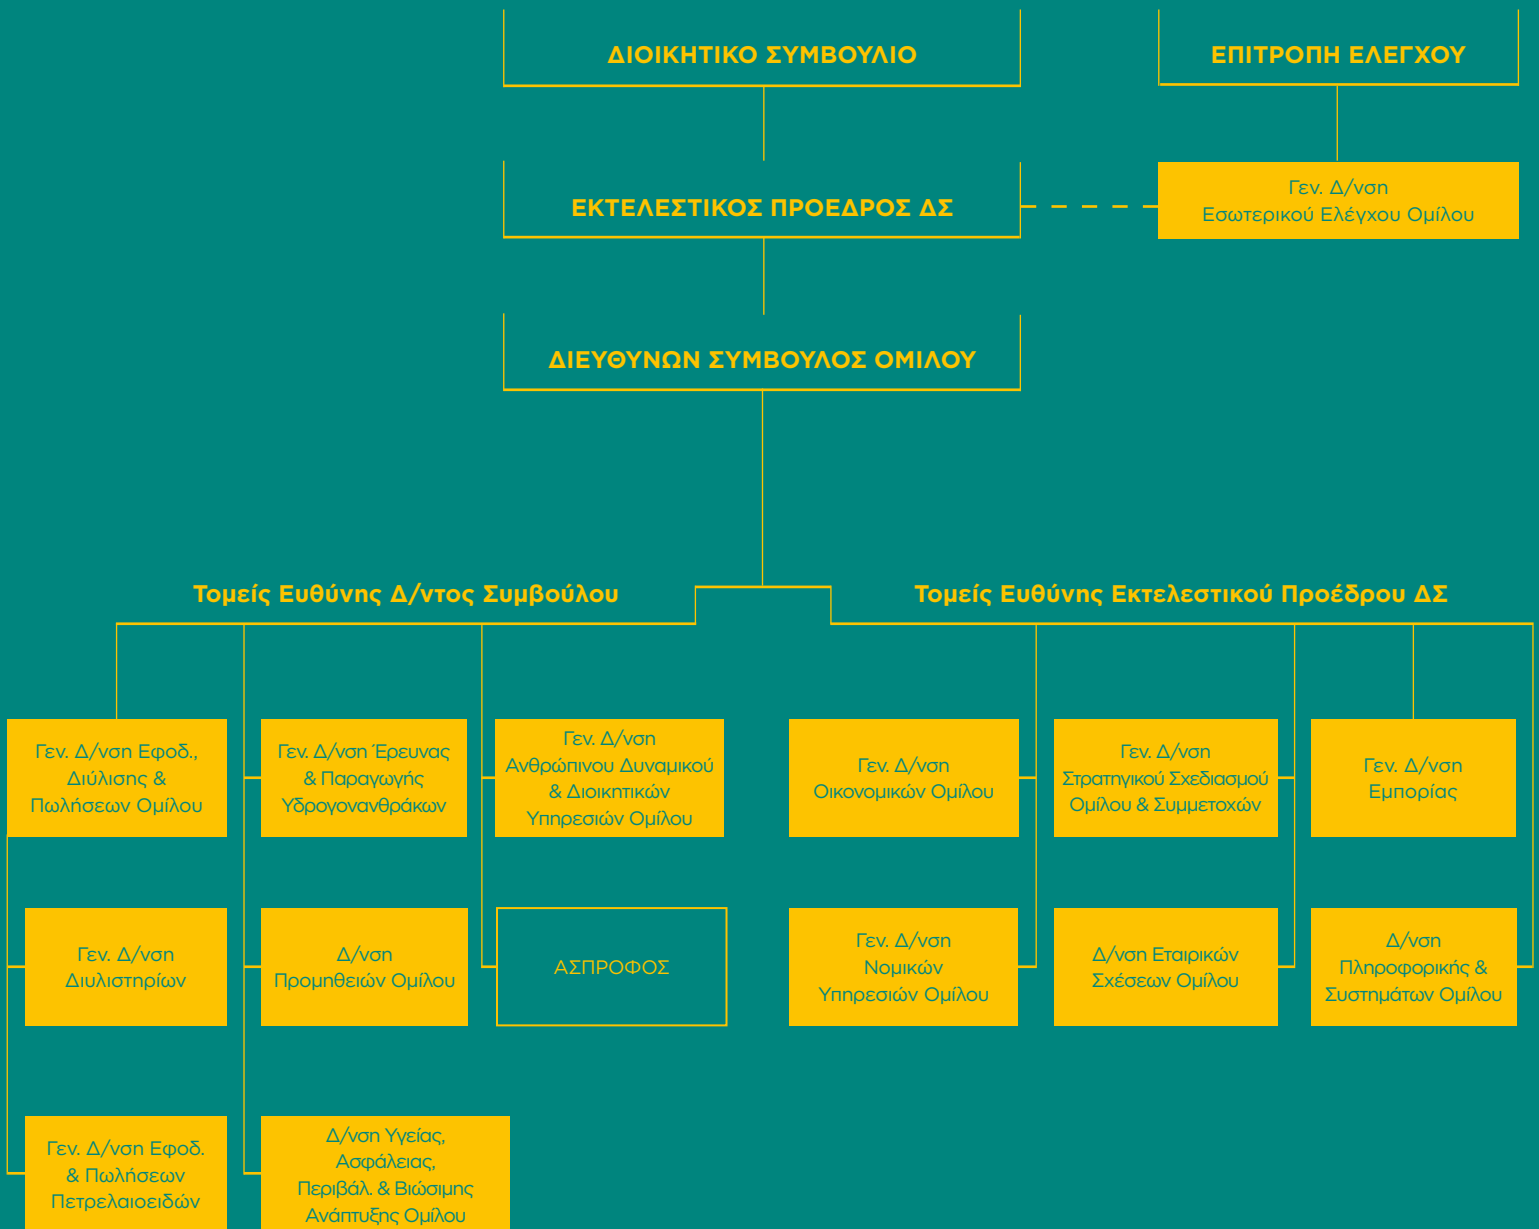 ΔΙΟΙΚΗΤΙΚΟ ΣΥΜΒΟΥΛΙΟ
ΕΠΙΤΡΟΠΗ ΕΛΕΓΧΟΥ
ΕΚΤΕΛΕΣΤΙΚΟΣ ΠΡΟΕΔΡΟΣ ΔΣ
Γεν. Δ/νση
Εσωτερικού Ελέγχου Ομίλου
ΔΙΕΥΘΥΝΩΝ ΣΥΜΒΟΥΛΟΣ ΟΜΙΛΟΥ
Τομείς Ευθύνης Δ/ντος Συμβούλου
Τομείς Ευθύνης Εκτελεστικού Προέδρου ΔΣ
Γεν. Δ/νση Εφοδ.,
Διύλισης &
Πωλήσεων Ομίλου
Γεν. Δ/νση Έρευνας
& Παραγωγής
Υδρογονανθράκων
Γεν. Δ/νση
Ανθρώπινου Δυναμικού
& Διοικητικών
Υπηρεσιών Ομίλου
Γεν. Δ/νση
Οικονομικών Ομίλου
Γεν. Δ/νση
Στρατηγικού Σχεδιασμού
Ομίλου & Συμμετοχών
Γεν. Δ/νση
Εμπορίας
Γεν. Δ/νση
Διυλιστηρίων
Δ/νση
Προμηθειών Ομίλου
ΑΣΠΡΟΦΟΣ
Γεν. Δ/νση
Νομικών
Υπηρεσιών Ομίλου
Δ/νση Εταιρικών
Σχέσεων Ομίλου
Δ/νση
Πληροφορικής &
Συστημάτων Ομίλου
Γεν. Δ/νση Εφοδ.
& Πωλήσεων
Πετρελαιοειδών
Δ/νση Υγείας,
Ασφάλειας,
Περιβάλ. & Βιώσιμης
Ανάπτυξης Ομίλου